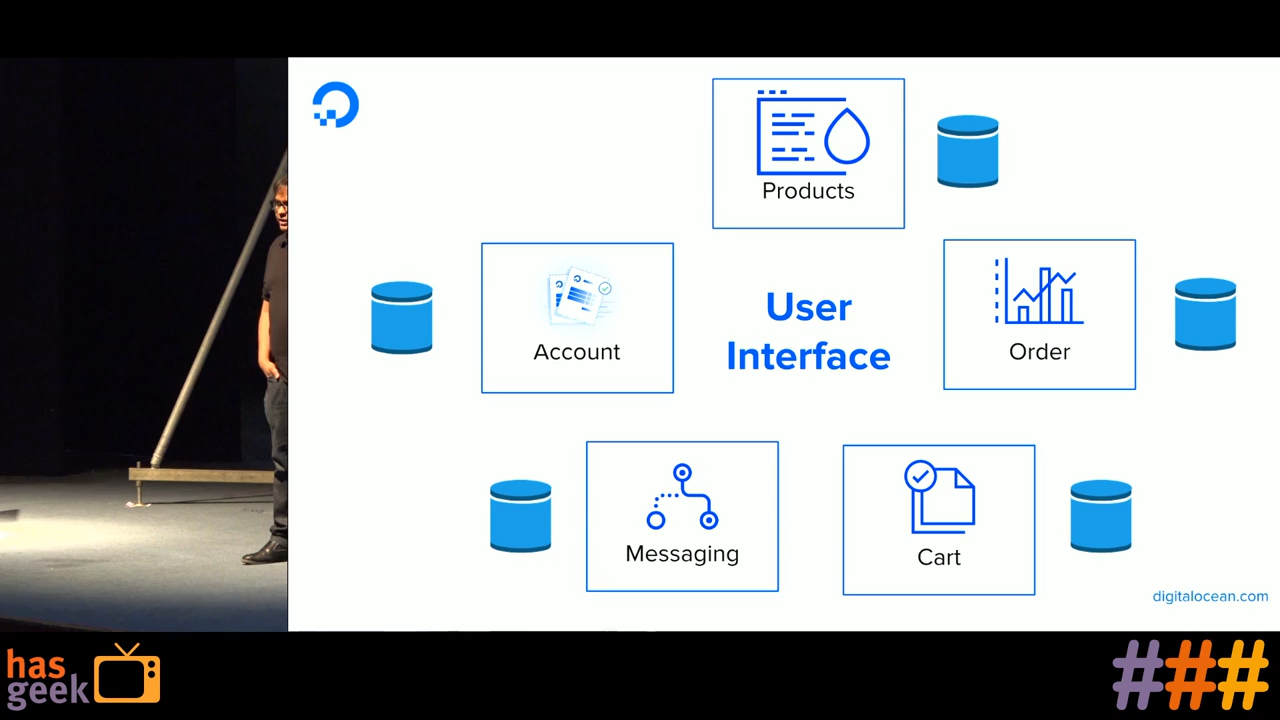 Products
Account
User
Interface
Order
Messaging
Cart
digitalocean.com
has
geek
###